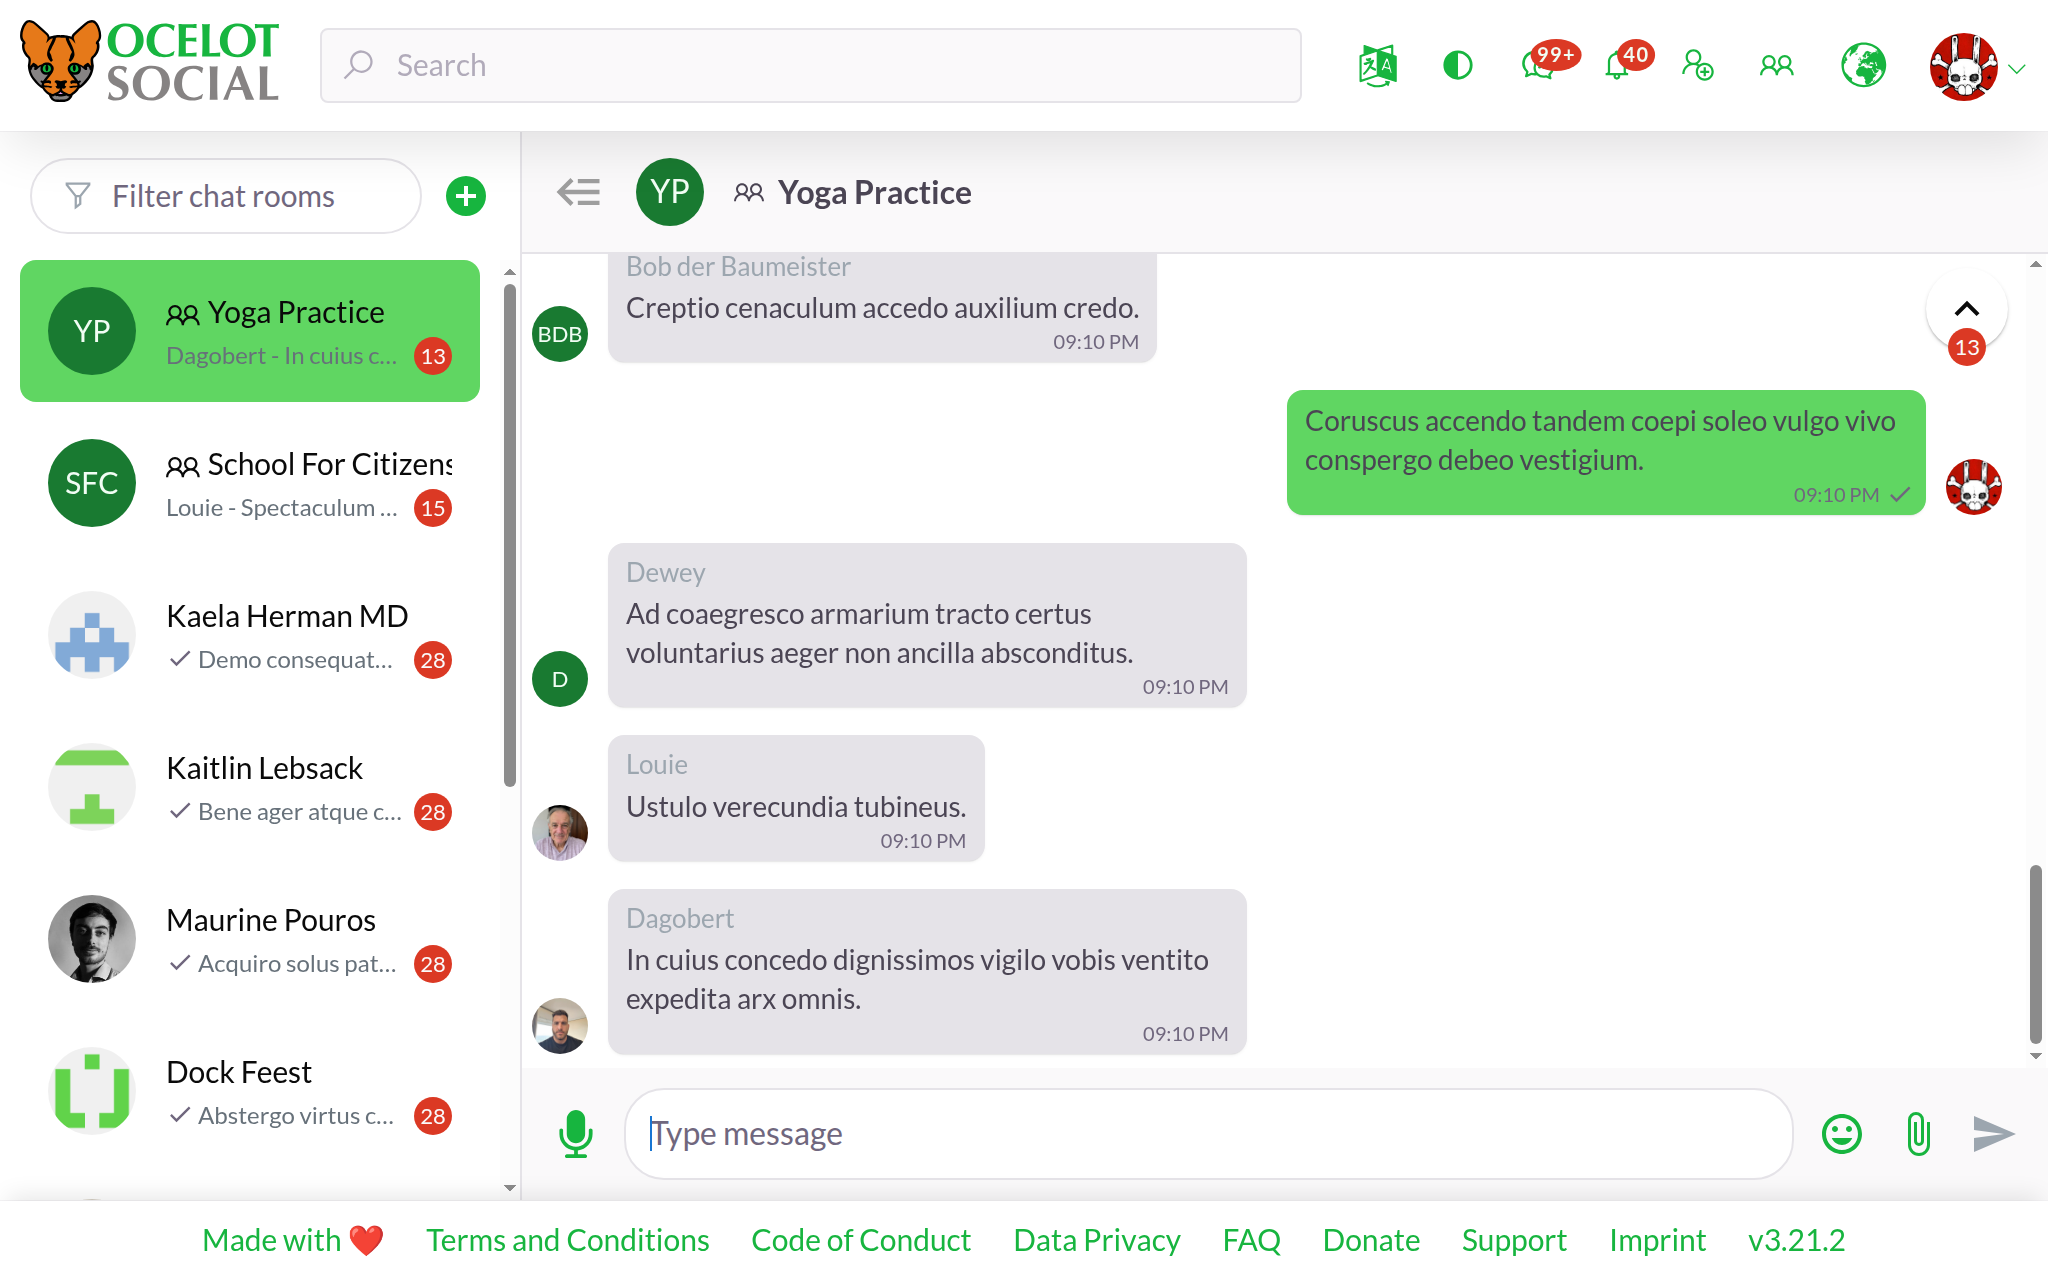 OCELOT
SOCIAL
Search
99+
40
Filter chat rooms
YP
Yoga Practice
Dagobert - In cuius c...
13
SFC
School For Citizens
Louie - Spectaculum ...
15
Kaela Herman MD
Demo consequat...
28
Kaitlin Lebsack
Bene ager atque c...
28
Maurine Pouros
Acquiro solus pat...
28
Dock Feest
Abstergo virtus c...
28
YP
Yoga Practice
Bob der Baumeister
BDB
Creptio cenaculum accedo auxilium credo.
09:10 PM
13
Coruscus accendo tandem coepi soleo vulgo vivo
conspergo debeo vestigium.
09:10 PM
Dewey
Ad coaegresco armarium tracto certus
voluntarius aeger non ancilla absconditus.
D
09:10 PM
Louie
Ustulo verecundia tubineus.
09:10 PM
Dagobert
In cuius concedo dignissimos vigilo vobis ventito
expedita arx omnis.
09:10 PM
Type message
Made with ❤️ Terms and Conditions Code of Conduct Data Privacy FAQ Donate Support Imprint v3.21.2